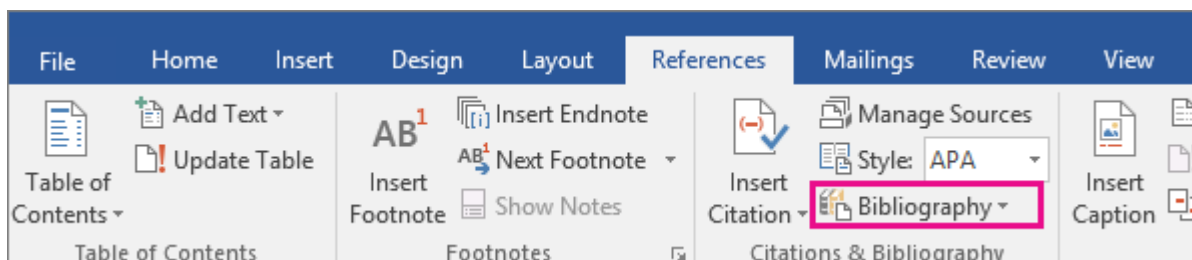 File Home Insert Design Layout References Mailings Review View
Add Text
Update Table
Table of
Contents
Table of Contents
AB1
Insert
Footnote
[i] Insert Endnote
AB1 Next Footnote
Show Notes
Footnotes
(-)
Insert
Citation
Manage Sources
Style: APA
Bibliography
Citations & Bibliography
Insert
Caption